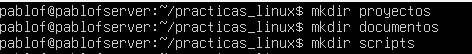 pablof@pablofserver:~/practicas_linux$ mkdir proyectos
pablof@pablofserver:~/practicas_linux$ mkdir documentos
pablof@pablofserver:~/practicas_linux$ mkdir scripts